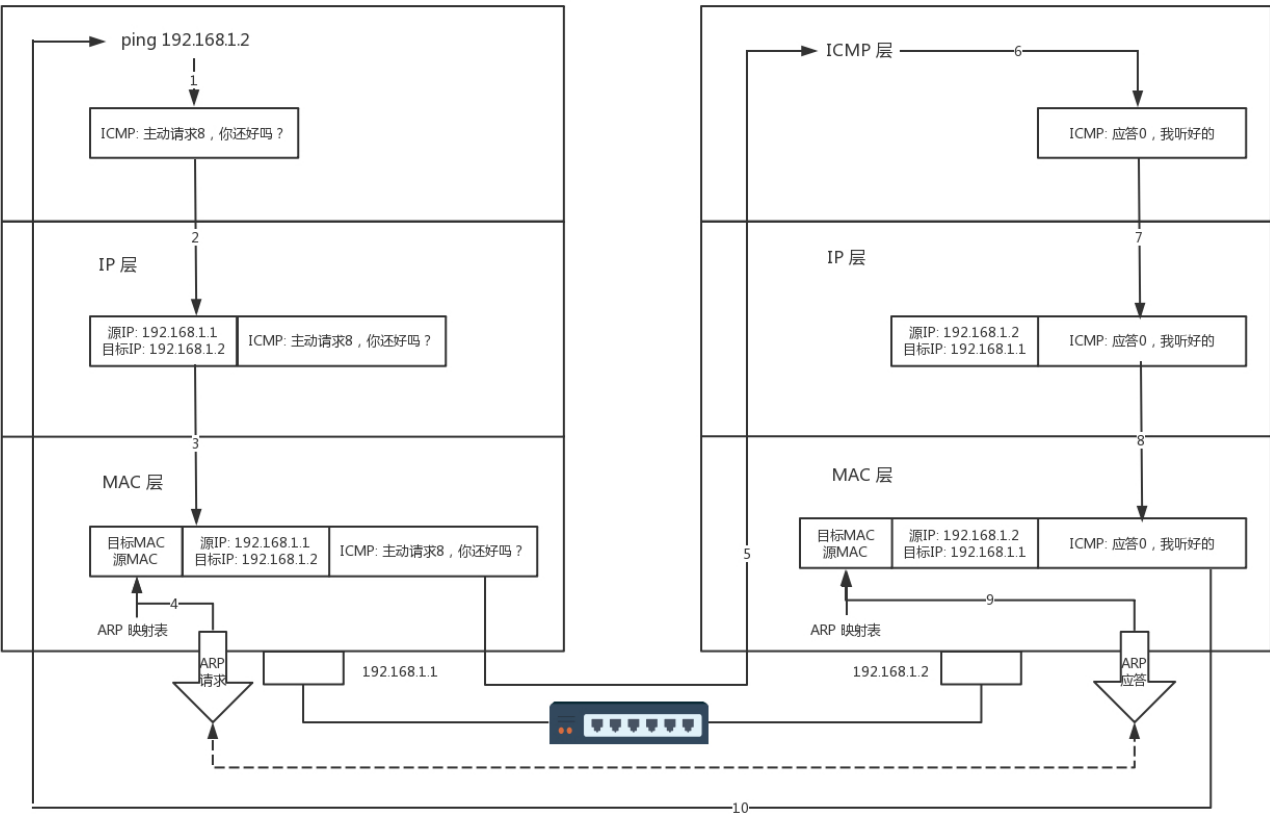 ping 192.168.1.2
1
ICMP: 主动请求8，你还好吗？
2
IP 层
源IP: 192.168.1.1
目标IP: 192.168.1.2
ICMP: 主动请求8，你还好吗？
3
MAC 层
目标MAC
源MAC
源IP: 192.168.1.1
目标IP: 192.168.1.2
ICMP: 主动请求8，你还好吗？
4
ARP 映射表
ARP
请求
192.168.1.1
5
ICMP 层
6
ICMP: 应答0，我听好的
7
IP 层
源IP: 192.168.1.2
目标IP: 192.168.1.1
ICMP: 应答0，我听好的
8
MAC 层
目标MAC
源MAC
源IP: 192.168.1.2
目标IP: 192.168.1.1
ICMP: 应答0，我听好的
9
ARP 映射表
ARP
应答
192.168.1.2
10